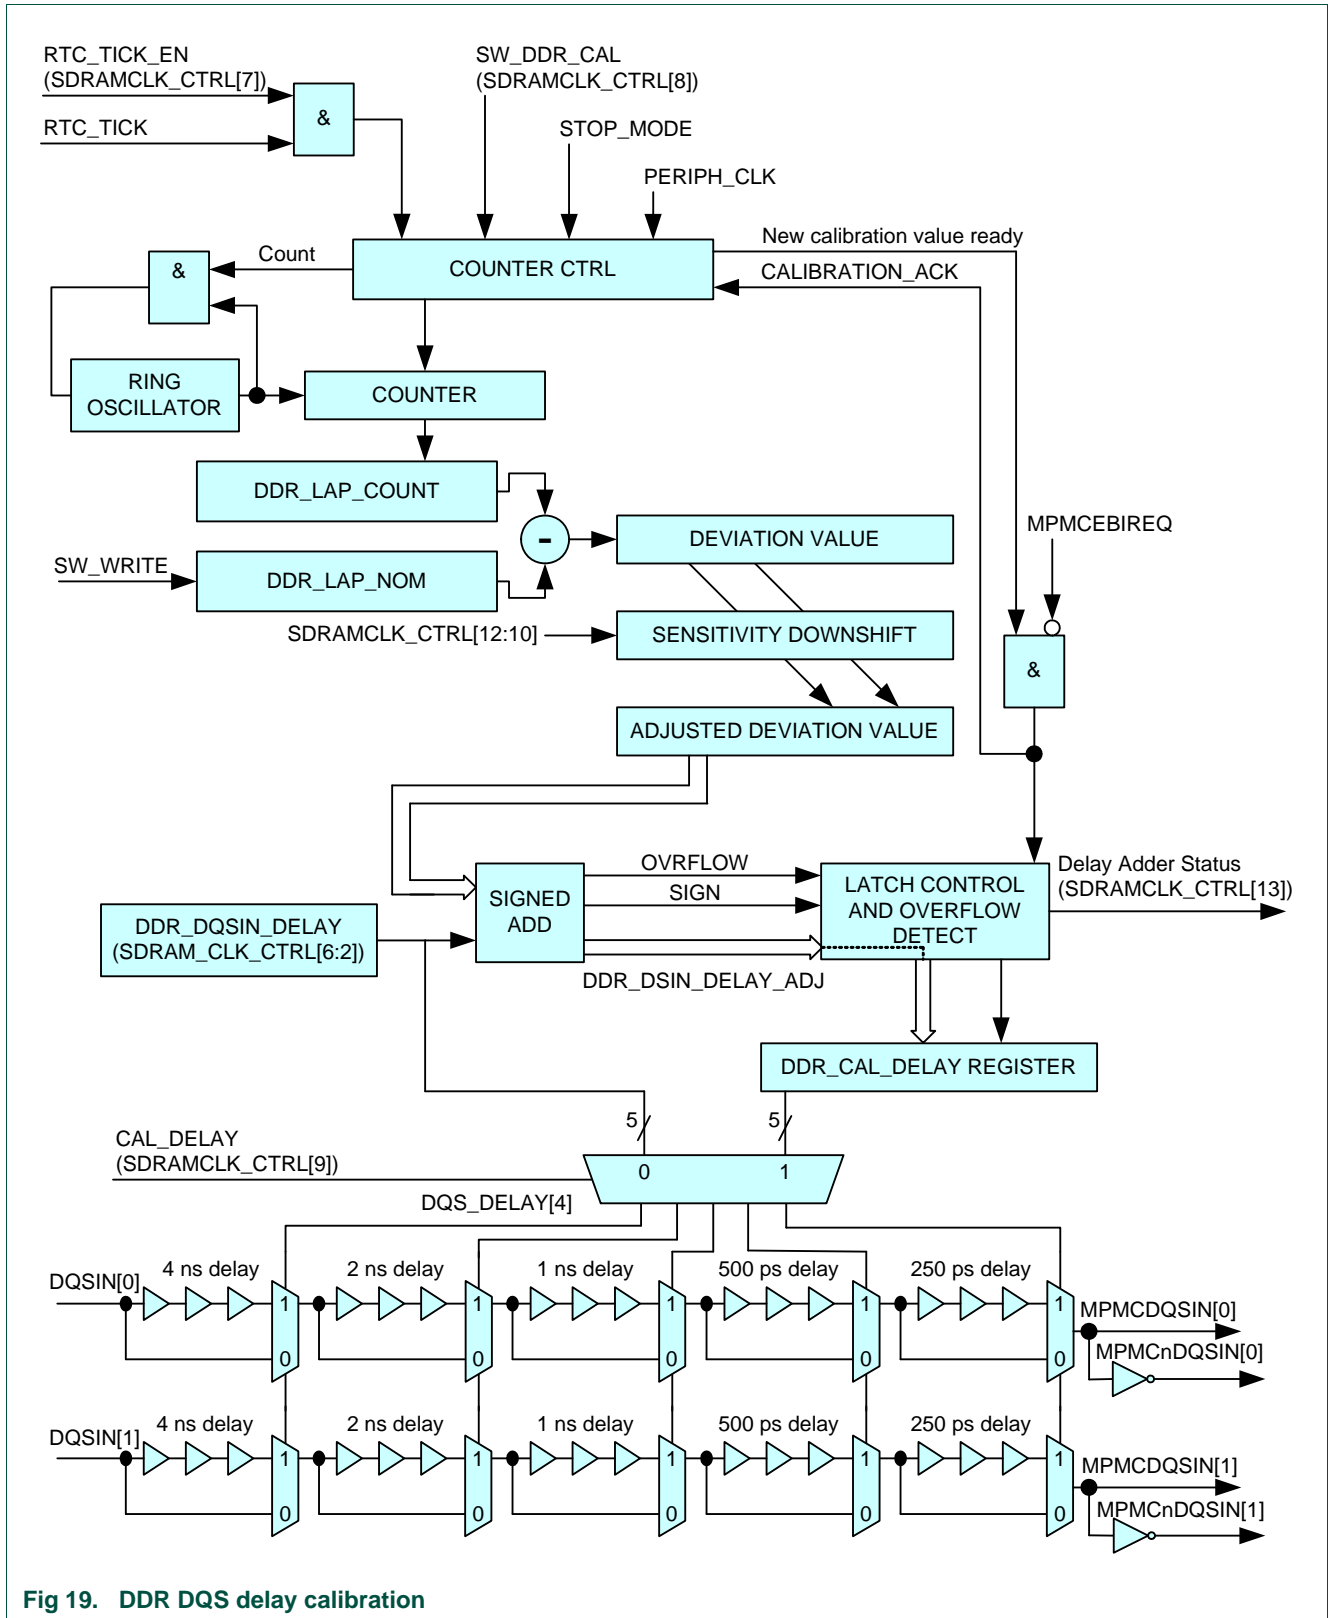 RTC_TICK_EN
(SDRAMCLK_CTRL[7])
RTC_TICK
&
SW_DDR_CAL
(SDRAMCLK_CTRL[8])
STOP_MODE
PERIPH_CLK
COUNTER CTRL
New calibration value ready
CALIBRATION_ACK
Count
&
RING
OSCILLATOR
COUNTER
DDR_LAP_COUNT
SW_WRITE
DDR_LAP_NOM
-
DEVIATION VALUE
MPMCEBIREQ
SDRAMCLK_CTRL[12:10]
SENSITIVITY DOWNSHIFT
&
ADJUSTED DEVIATION VALUE
DDR_DQSIN_DELAY
(SDRAM_CLK_CTRL[6:2])
SIGNED
ADD
OVRFLOW
SIGN
DDR_DSIN_DELAY_ADJ
LATCH CONTROL
AND OVERFLOW
DETECT
Delay Adder Status
(SDRAMCLK_CTRL[13])
DDR_CAL_DELAY REGISTER
5
5
CAL_DELAY
(SDRAMCLK_CTRL[9])
0
1
DQS_DELAY[4]
DQSIN[0]
4 ns delay
2 ns delay
1 ns delay
500 ps delay
250 ps delay
1
1
1
1
1
0
0
0
0
0
MPMCDQSIN[0]
MPMCnDQSIN[0]
DQSIN[1]
4 ns delay
2 ns delay
1 ns delay
500 ps delay
250 ps delay
1
1
1
1
1
0
0
0
0
0
MPMCDQSIN[1]
MPMCnDQSIN[1]
Fig 19. DDR DQS delay calibration